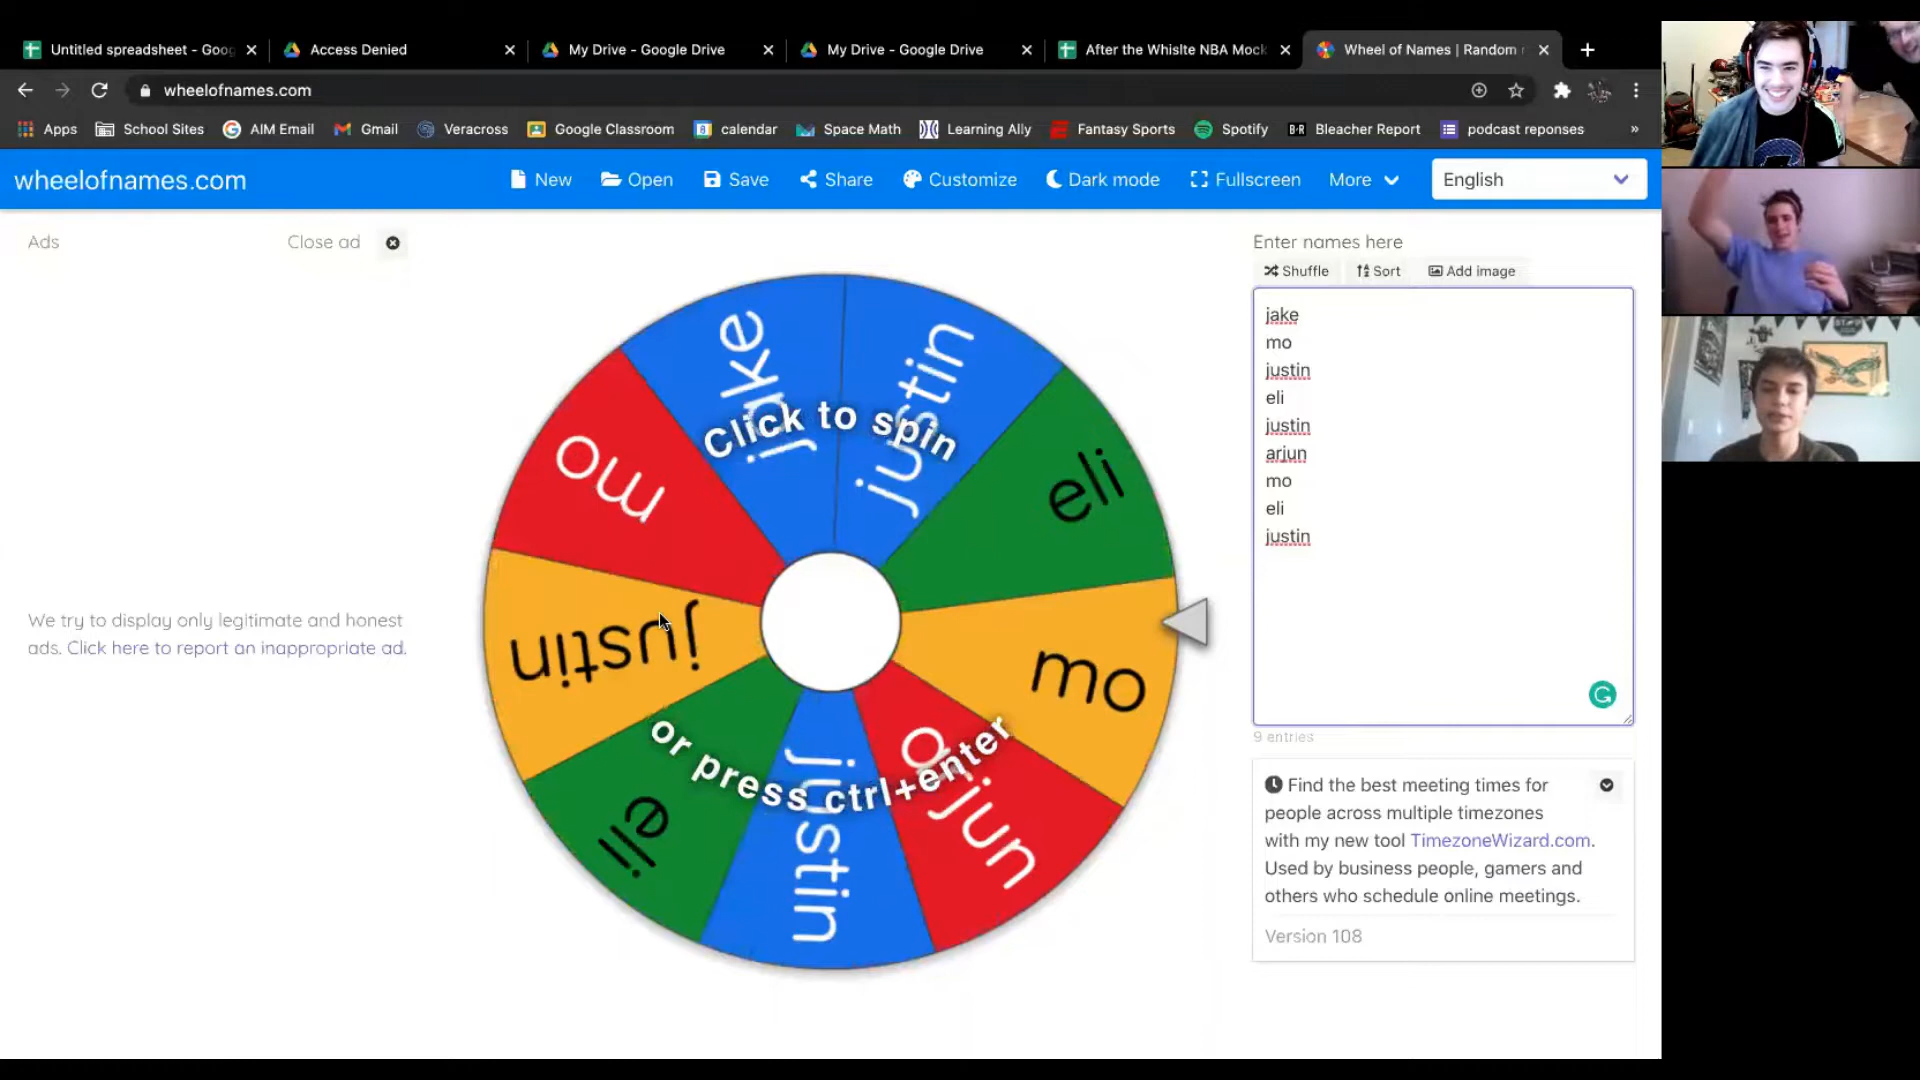 Untitled spreadsheet - Goog
Access Denied
My Drive - Google Drive
My Drive - Google Drive
After the Whislte NBA Mock
Wheel of Names | Random
wheelofnames.com
Apps
School Sites
AIM Email
Gmail
Veracross
Google Classroom
calendar
Space Math
Learning Ally
Fantasy Sports
Spotify
B/R
Bleacher Report
podcast reponses
»
wheelofnames.com
New
Open
Save
Share
Customize
Dark mode
Fullscreen
More
English
Ads
Close ad
We try to display only legitimate and honest
ads. Click here to report an inappropriate ad.
jake
justin
eli
mo
arjun
justin
eli
justin
mo
Click to spin
or press ctrl+enter
Enter names here
Shuffle
Sort
Add image
jake
mo
justin
eli
justin
arjun
mo
eli
justin
9 entries
Find the best meeting times for
people across multiple timezones
with my new tool TimezoneWizard.com.
Used by business people, gamers and
others who schedule online meetings.
Version 108